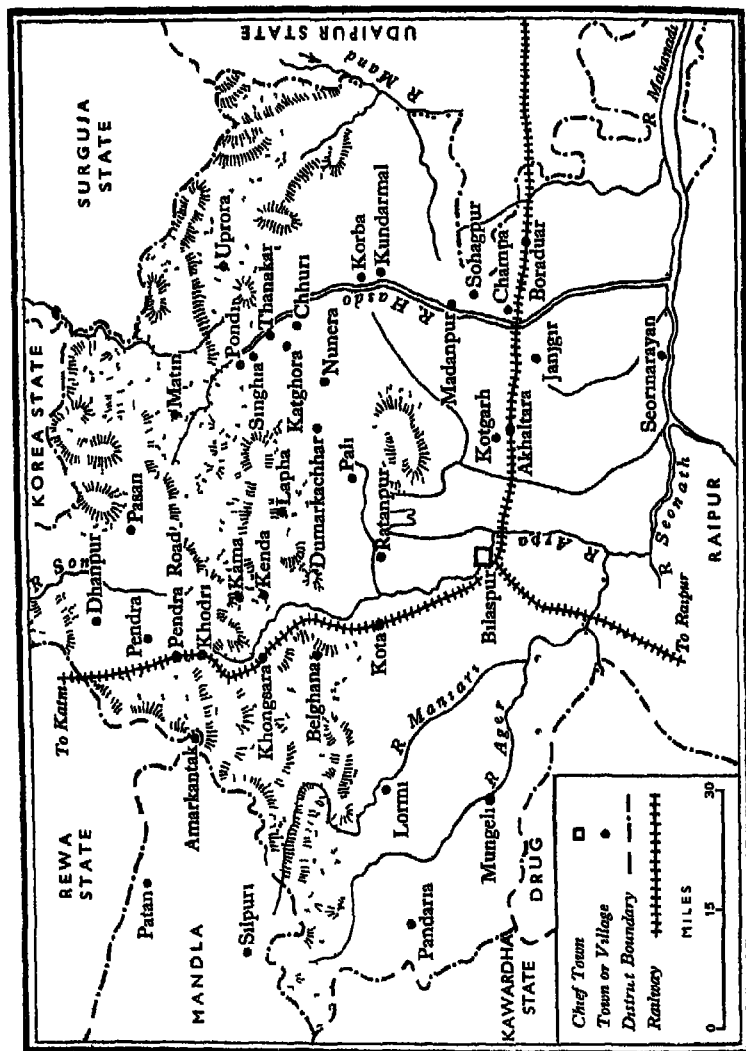 REWA
STATE
To Katni
R SON
KOREA STATE
SURGUJA
STATE
UDAIPUR STATE
Patan
Dhanpur
Pasan
Pendra
Pendra Road
Khodri
Amarkantak
Matin
Uprora
R Mand
MANDLA
Silpuri
Khongsara
Kama
Kenda
Lapha
Pondi
Singhia
Thanakar
Katghora
Chhuri
Belghana
Dumarkachhar
Nunera
Pali
Korba
Kundarmal
R Hasdo
Kota
Ratanpur
R Maniari
Lormi
R Ager
Mungeli
Pandaria
Madanpur
Sohagpur
Champa
Boraduar
Kotgarh
Akhaltara
Janjgir
Bilaspur
R Arpa
Seorinarayan
R Mahanadi
R Seonath
KAWARDHA
STATE
DRUG
To Raipur
RAIPUR
Chief Town
Town or Village
District Boundary
Railway
MILES
0 15 30